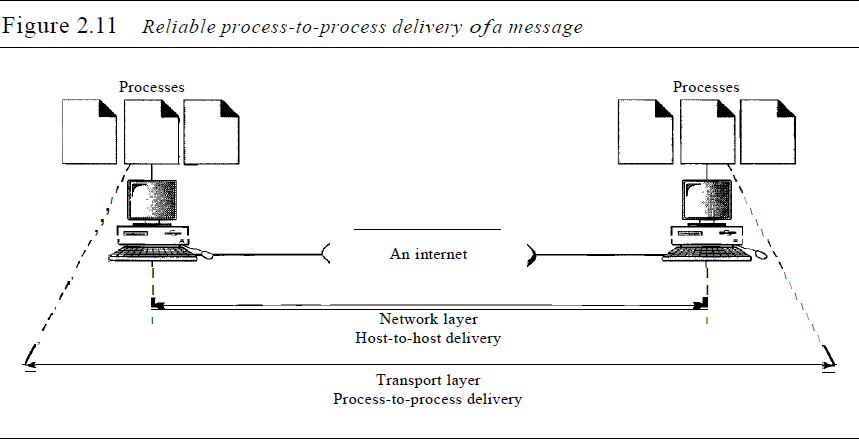 Figure 2.11 Reliable process-to-process delivery of a message
Processes
Processes
An internet
Network layer
Host-to-host delivery
Transport layer
Process-to-process delivery